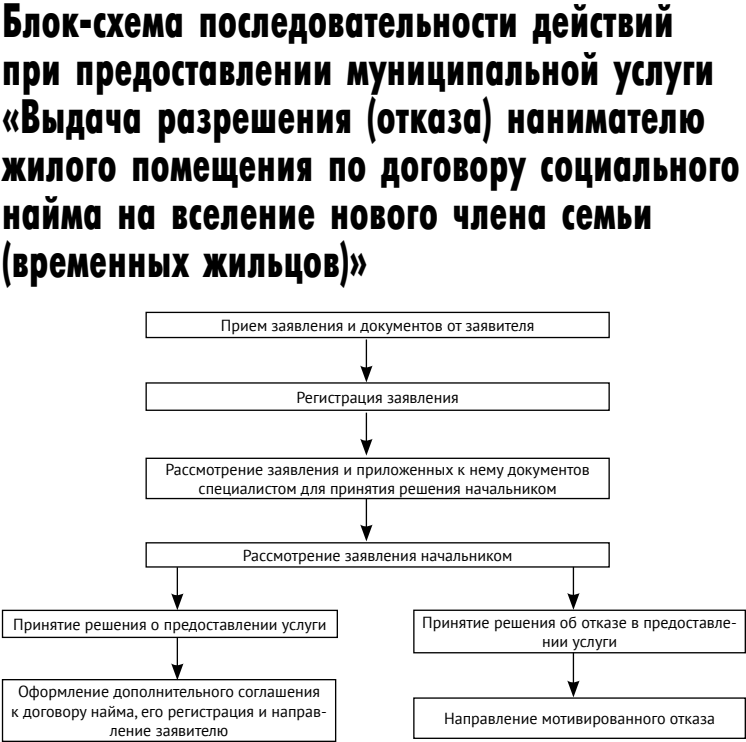 Блок-схема последовательности действий
при предоставлении муниципальной услуги
«Выдача разрешения (отказа) нанимателю
жилого помещения по договору социального
найма на вселение нового члена семьи
(временных жильцов)»
Прием заявления и документов от заявителя
Регистрация заявления
Рассмотрение заявления и приложенных к нему документов
специалистом для принятия решения начальником
Рассмотрение заявления начальником
Принятие решения о предоставлении услуги
Принятие решения об отказе в предоставле-
нии услуги
Оформление дополнительного соглашения
к договору найма, его регистрация и направ-
ление заявителю
Направление мотивированного отказа